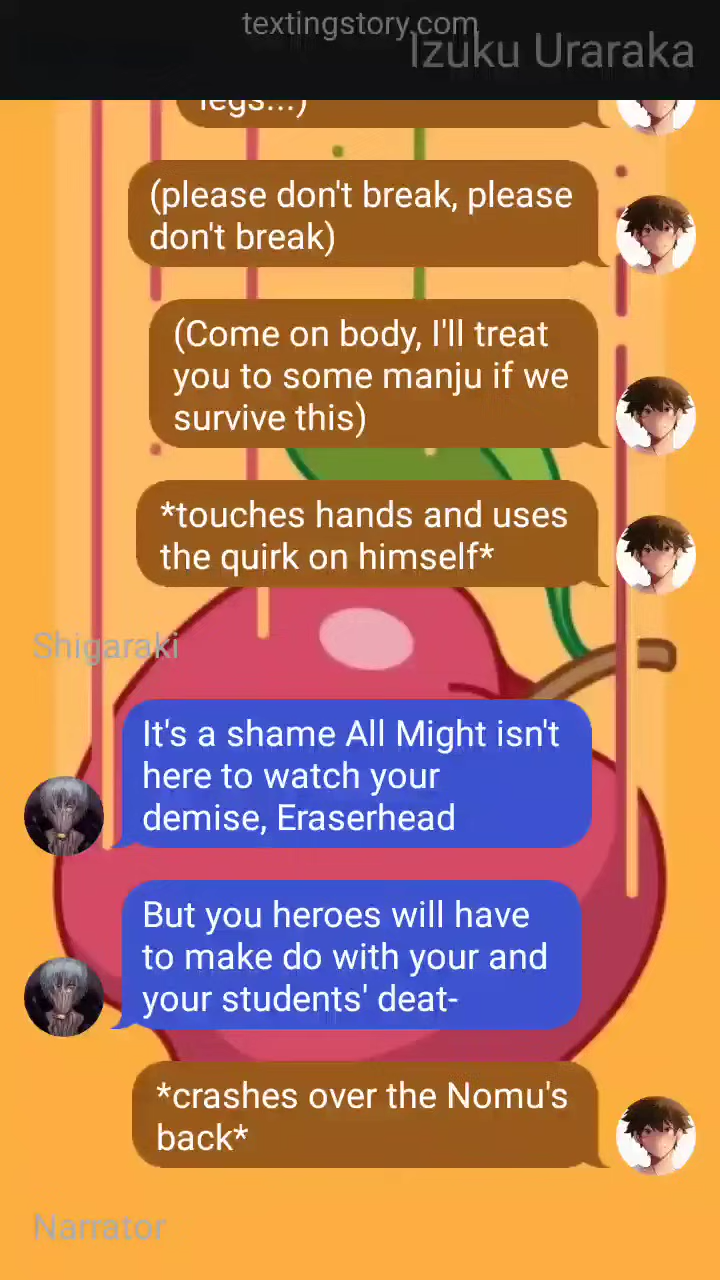 textingstory.com
Izuku Uraraka
legs...)
(please don't break, please
don't break)
(Come on body, I'll treat
you to some manju if we
survive this)
*touches hands and uses
the quirk on himself*
Shigaraki
It's a shame All Might isn't
here to watch your
demise, Eraserhead
But you heroes will have
to make do with your and
your students' deat-
*crashes over the Nomu's
back*
Narrator